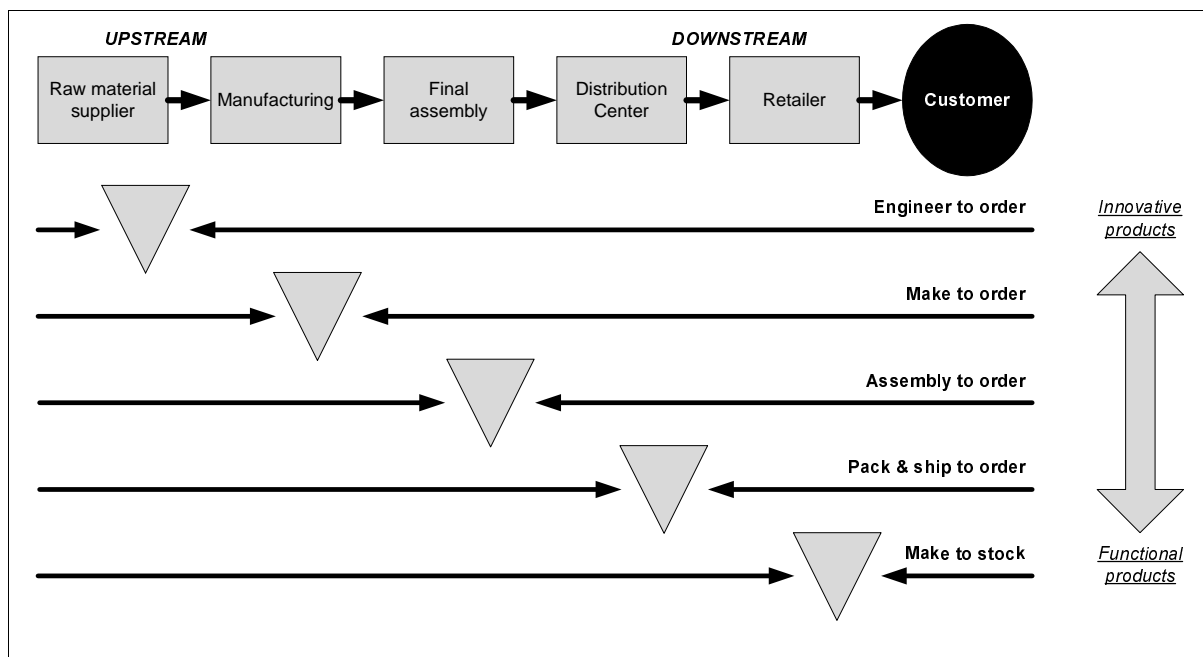 UPSTREAM
DOWNSTREAM
Raw material
supplier
Manufacturing
Final
assembly
Distribution
Center
Retailer
Customer
Engineer to order
Innovative
products
Make to order
Assembly to order
Pack & ship to order
Make to stock
Functional
products